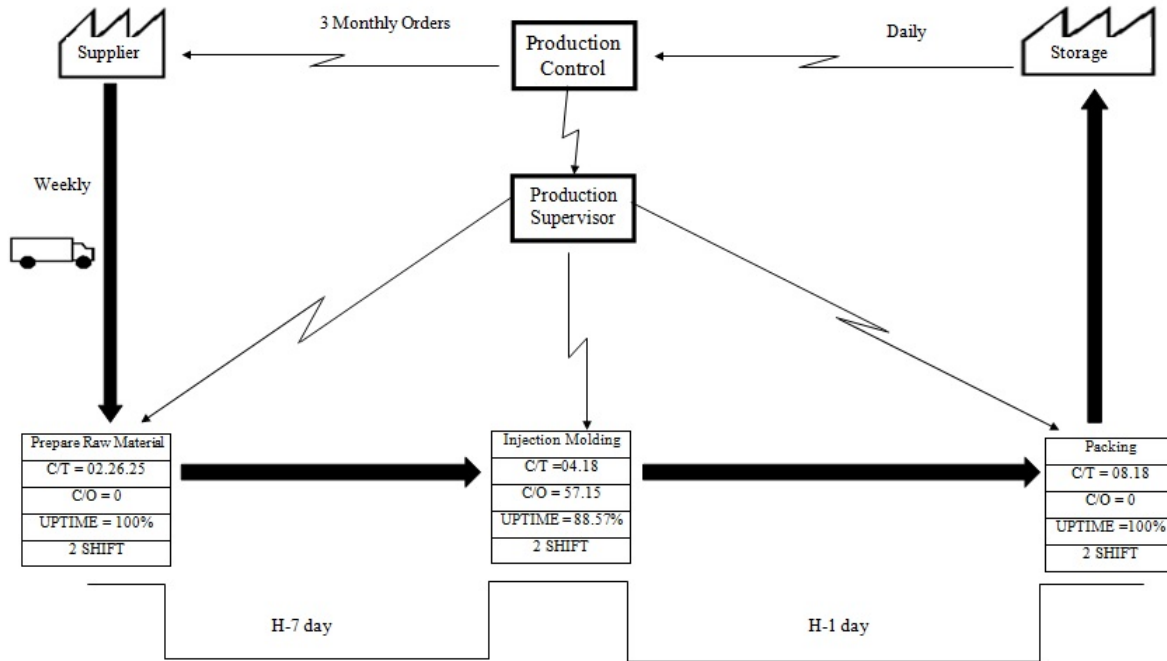 3 Monthly Orders
Daily
Supplier
Production
Control
Storage
Weekly
Production
Supervisor
Prepare Raw Material
C/T = 02.26.25
C/O = 0
UPTIME = 100%
2 SHIFT
Injection Molding
C/T =04.18
C/O = 57.15
UPTIME = 88.57%
2 SHIFT
Packing
C/T = 08.18
C/O = 0
UPTIME =100%
2 SHIFT
H-7 day
H-1 day